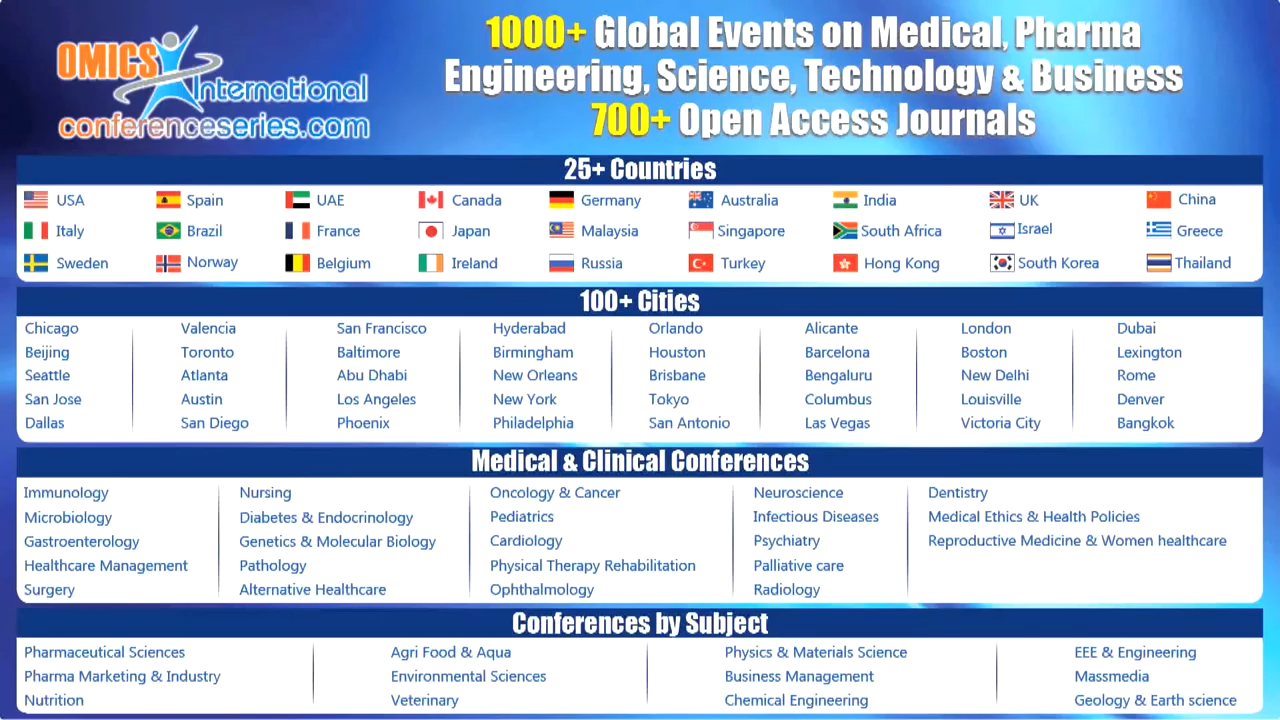 OMICS
International
conferenceseries.com
1000+ Global Events on Medical, Pharma
Engineering, Science, Technology & Business
700+ Open Access Journals
25+ Countries
USA Spain UAE Canada Germany Australia India UK China
Italy Brazil France Japan Malaysia Singapore South Africa Israel Greece
Sweden Norway Belgium Ireland Russia Turkey Hong Kong South Korea Thailand
100+ Cities
Chicago Valencia San Francisco Hyderabad Orlando Alicante London Dubai
Beijing Toronto Baltimore Birmingham Houston Barcelona Boston Lexington
Seattle Atlanta Abu Dhabi New Orleans Brisbane Bengaluru New Delhi Rome
San Jose Austin Los Angeles New York Tokyo Columbus Louisville Denver
Dallas San Diego Phoenix Philadelphia San Antonio Las Vegas Victoria City Bangkok
Medical & Clinical Conferences
Immunology Nursing Oncology & Cancer Neuroscience Dentistry
Microbiology Diabetes & Endocrinology Pediatrics Infectious Diseases Medical Ethics & Health Policies
Gastroenterology Genetics & Molecular Biology Cardiology Psychiatry Reproductive Medicine & Women healthcare
Healthcare Management Pathology Physical Therapy Rehabilitation Palliative care
Surgery Alternative Healthcare Ophthalmology Radiology
Conferences by Subject
Pharmaceutical Sciences Agri Food & Aqua Physics & Materials Science EEE & Engineering
Pharma Marketing & Industry Environmental Sciences Business Management Massmedia
Nutrition Veterinary Chemical Engineering Geology & Earth science